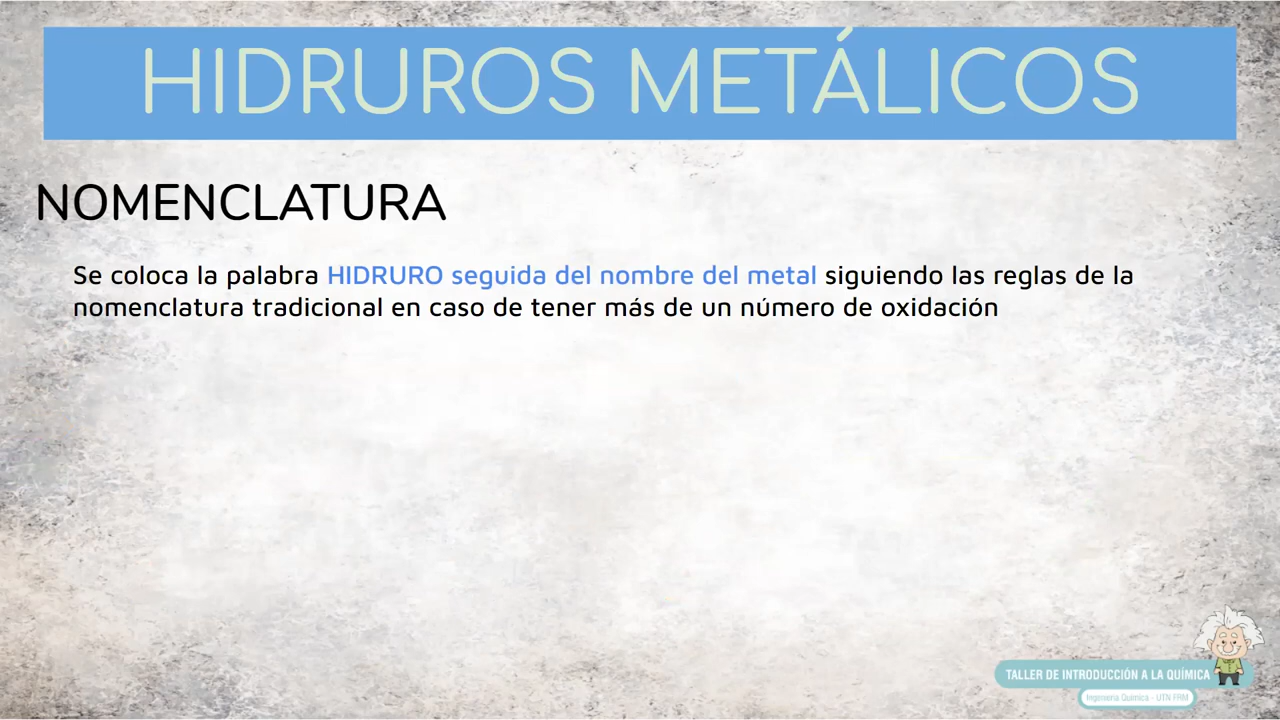 HIDRUROS METÁLICOS
NOMENCLATURA
Se coloca la palabra HIDRURO seguida del nombre del metal siguiendo las reglas de la
nomenclatura tradicional en caso de tener más de un número de oxidación
TALLER DE INTRODUCCIÓN A LA QUÍMICA
Ingeniería Química - UTN FRM